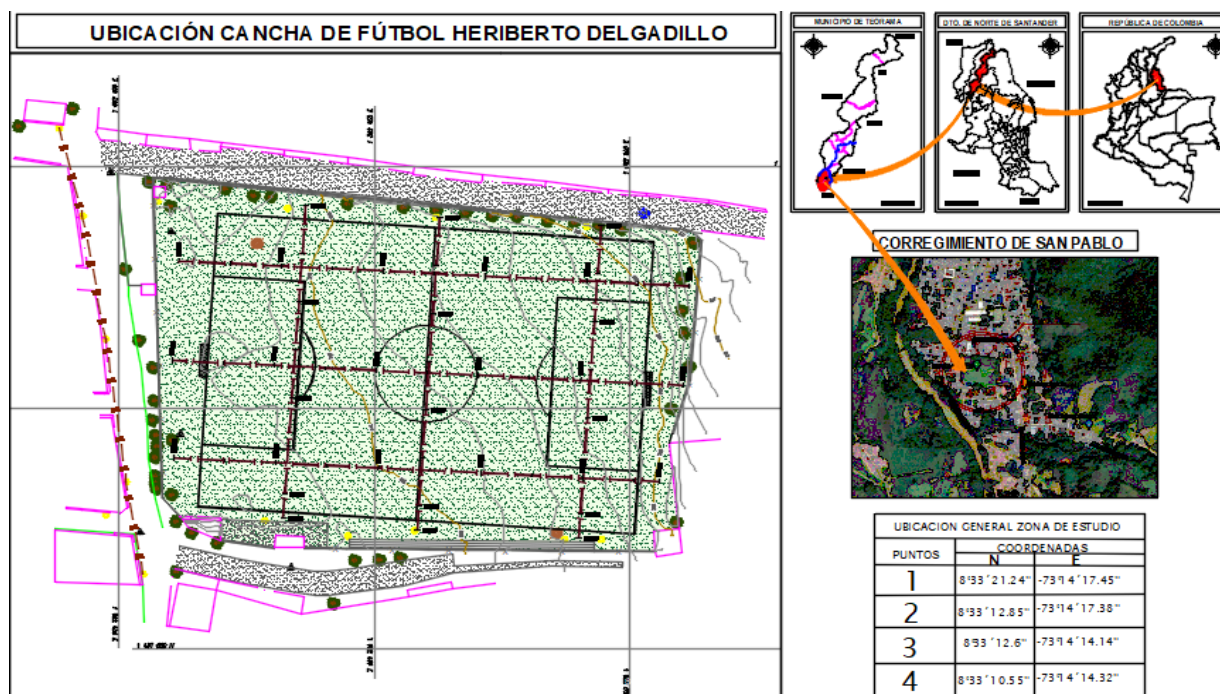 UBICACIÓN CANCHA DE FÚTBOL HERIBERTO DELGADILLO
MUNICIPIO DE TEORAMA
DTO. DE NORTE DE SANTANDER
REPÚBLICA DE COLOMBIA
CORREGIMIENTO DE SAN PABLO
UBICACION GENERAL ZONA DE ESTUDIO
PUNTOS
COORDENADAS
N E
1 8°33´21.24" -73°14´17.45"
2 8°33´12.85" -73°14´17.38"
3 8°33´12.6" -73°14´14.14"
4 8°33´10.55" -73°14´14.32"